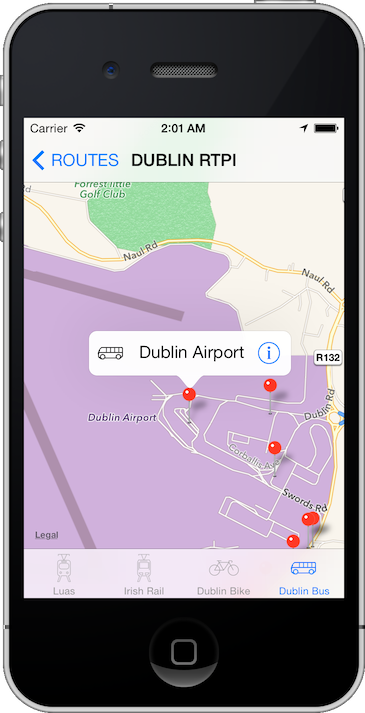 Carrier 2:01 AM
ROUTES DUBLIN RTPI
Forrest little
Golf Club
Naul Rd
Naul Rd
R132
Dublin Airport
Dublin Rd
Dublin Airport
Corballis Ave
Swords Rd
Legal
Luas Irish Rail Dublin Bike Dublin Bus